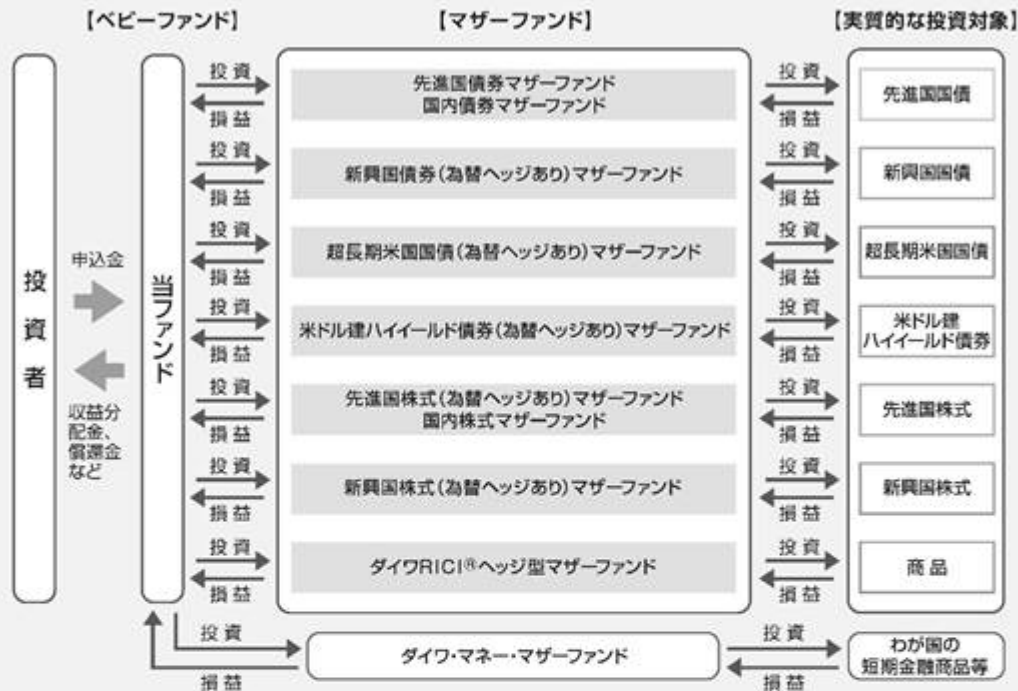 【ベビーファンド】
【マザーファンド】
【実質的な投資対象】
投資者
申込金
収益分
配金、
償還金
など
当ファンド
投資
損益
先進国債券マザーファンド
国内債券マザーファンド
投資
損益
先進国国債
投資
損益
新興国債券(為替ヘッジあり)マザーファンド
投資
損益
新興国国債
投資
損益
超長期米国国債(為替ヘッジあり)マザーファンド
投資
損益
超長期米国国債
投資
損益
米ドル建ハイイールド債券(為替ヘッジあり)マザーファンド
投資
損益
米ドル建
ハイイールド債券
投資
損益
先進国株式(為替ヘッジあり)マザーファンド
国内株式マザーファンド
投資
損益
先進国株式
投資
損益
新興国株式(為替ヘッジあり)マザーファンド
投資
損益
新興国株式
投資
損益
ダイワRICI®ヘッジ型マザーファンド
投資
損益
商品
投資
損益
ダイワ・マネー・マザーファンド
投資
損益
わが国の
短期金融商品等